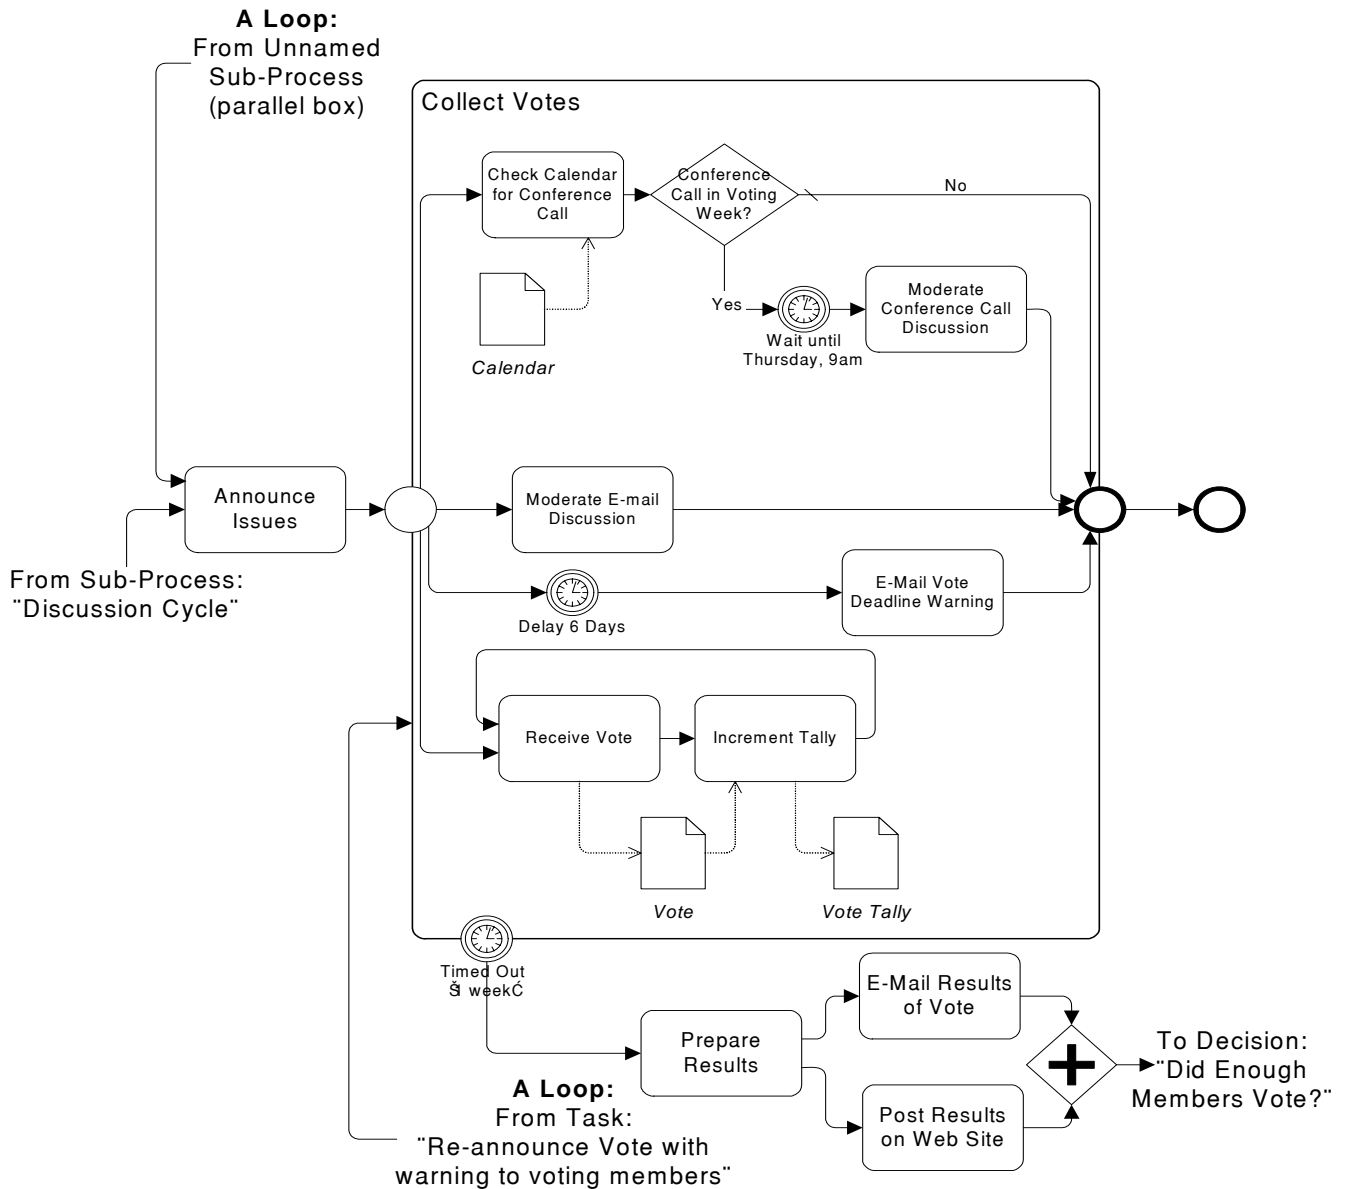 A Loop:
From Unnamed
Sub-Process
(parallel box)
Collect Votes
Check Calendar
for Conference
Call
Conference
Call in Voting
Week?
No
Yes
Calendar
Wait until
Thursday, 9am
Moderate
Conference Call
Discussion
Announce
Issues
Moderate E-mail
Discussion
From Sub-Process:
¨Discussion Cycle¨
Delay 6 Days
E-Mail Vote
Deadline Warning
Receive Vote
Increment Tally
Vote
Vote Tally
Timed Out
1 week
Prepare
Results
E-Mail Results
of Vote
Post Results
on Web Site
To Decision:
¨Did Enough
Members Vote?¨
A Loop:
From Task:
¨Re-announce Vote with
warning to voting members¨